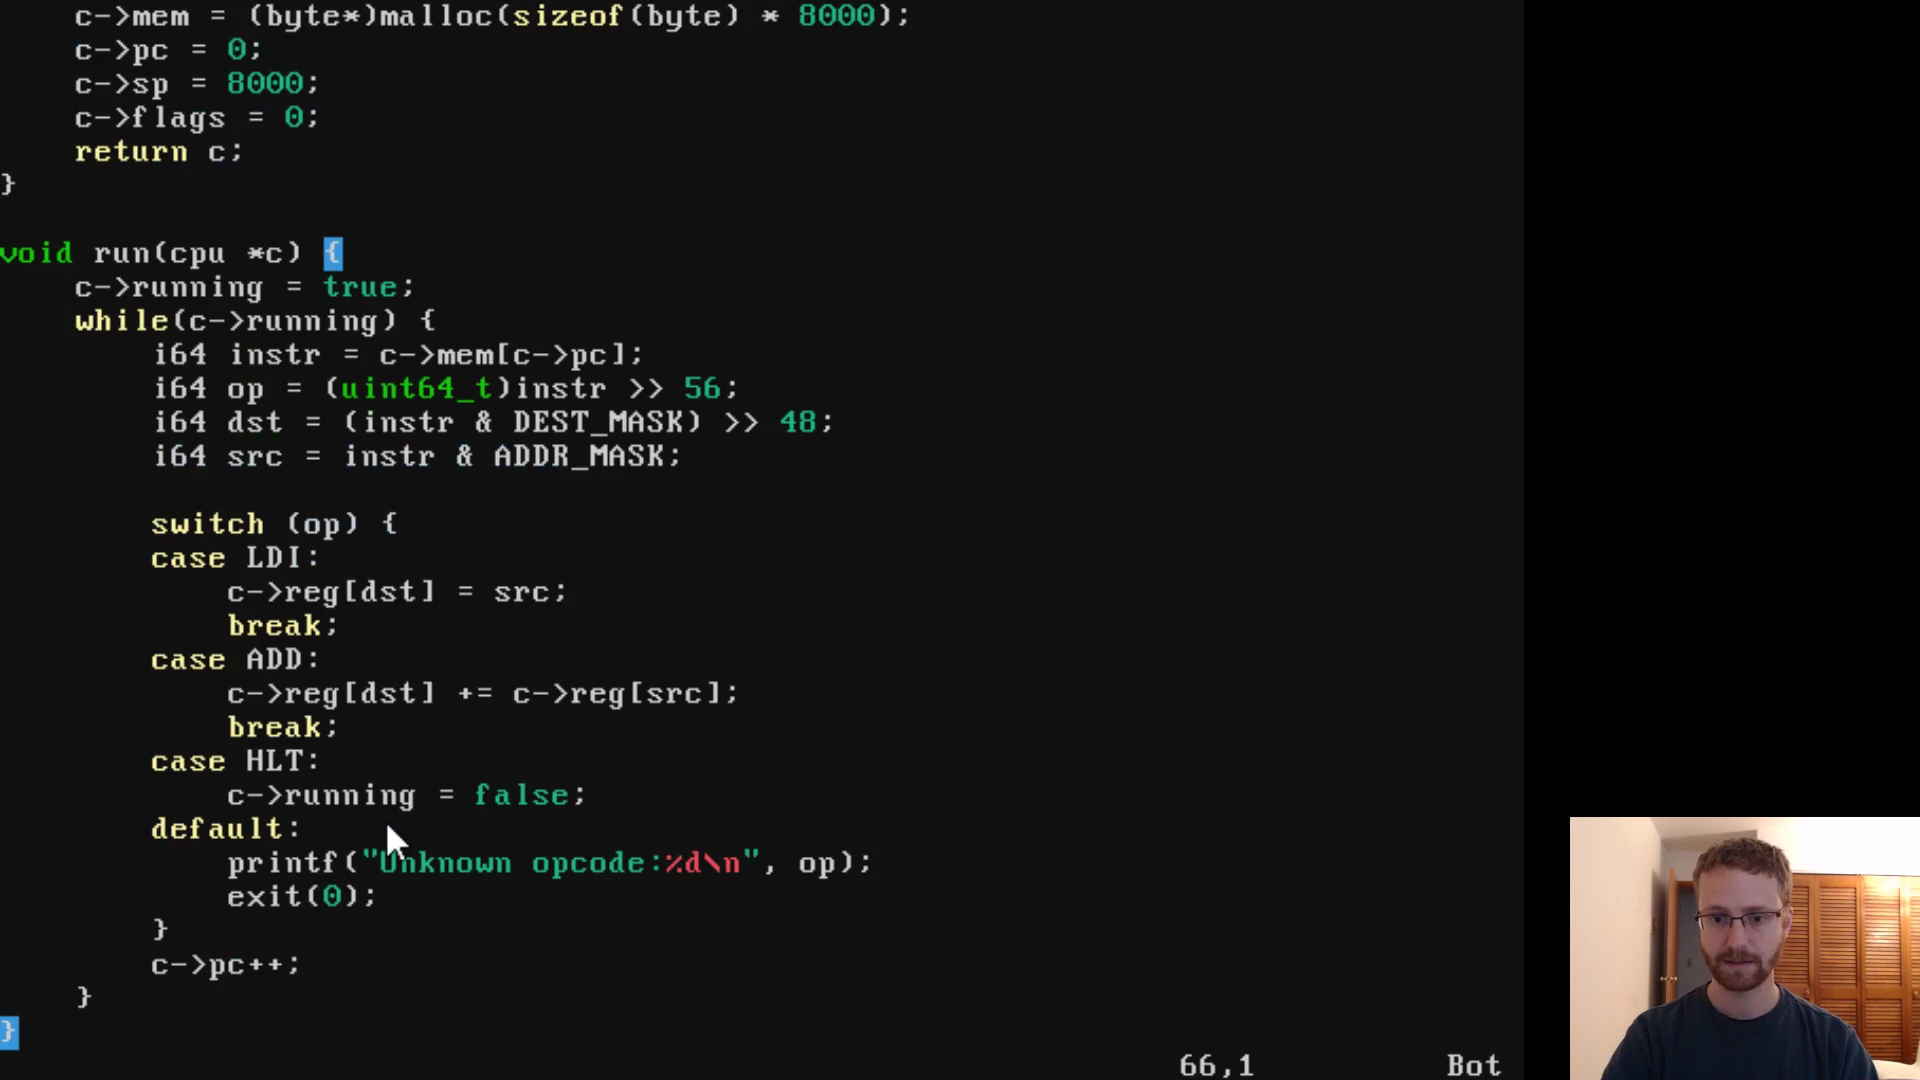 c->mem = (byte*)malloc(sizeof(byte) * 8000);
c->pc = 0;
c->sp = 8000;
c->flags = 0;
return c;
}
void run(cpu *c) {
c->running = true;
while(c->running) {
i64 instr = c->mem[c->pc];
i64 op = (uint64_t)instr >> 56;
i64 dst = (instr & DEST_MASK) >> 48;
i64 src = instr & ADDR_MASK;
switch (op) {
case LDI:
c->reg[dst] = src;
break;
case ADD:
c->reg[dst] += c->reg[src];
break;
case HLT:
c->running = false;
default:
printf("Unknown opcode:%d\n", op);
exit(0);
}
c->pc++;
}
}
66,1 Bot